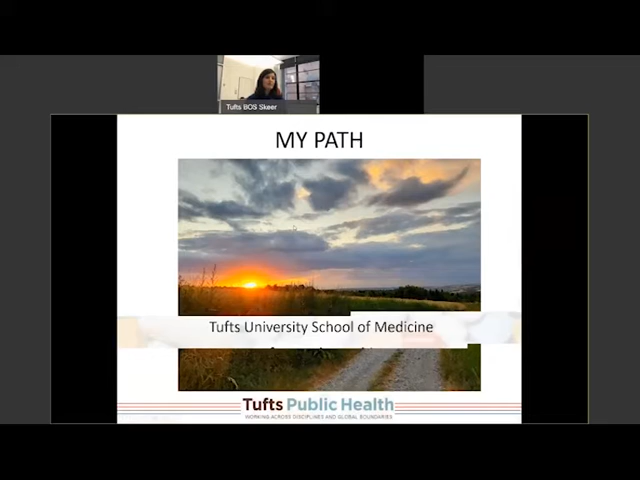 Tufts BOS Skeer
MY PATH
Tufts University School of Medicine
Tufts Public Health
WORKING ACROSS DISCIPLINES AND GLOBAL BOUNDARIES